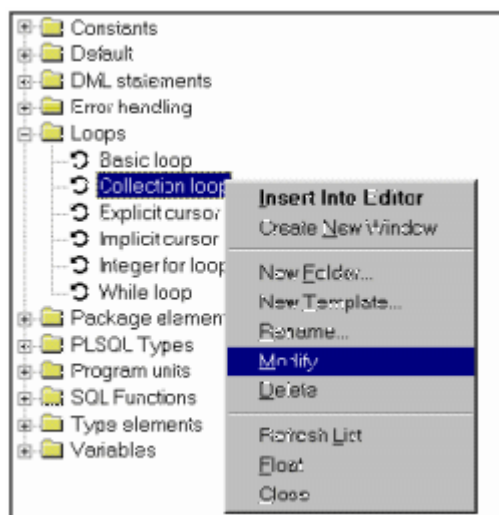 Constants
Default
DML statements
Error handling
Loops
Basic loop
Collection loop
Explicit cursor
Implicit cursor
Integer for loop
While loop
Package elemen
PLSQL Types
Program units
SQL Functions
Type elements
Variables
Insert Into Editor
Create New Window
New Folder...
New Template...
Rename...
Modify
Delete
Refresh List
Float
Close